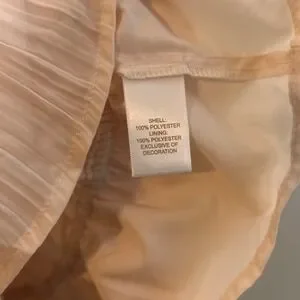 SHELL:
100% POLYESTER
LINING:
100% POLYESTER
EXCLUSIVE OF
DECORATION